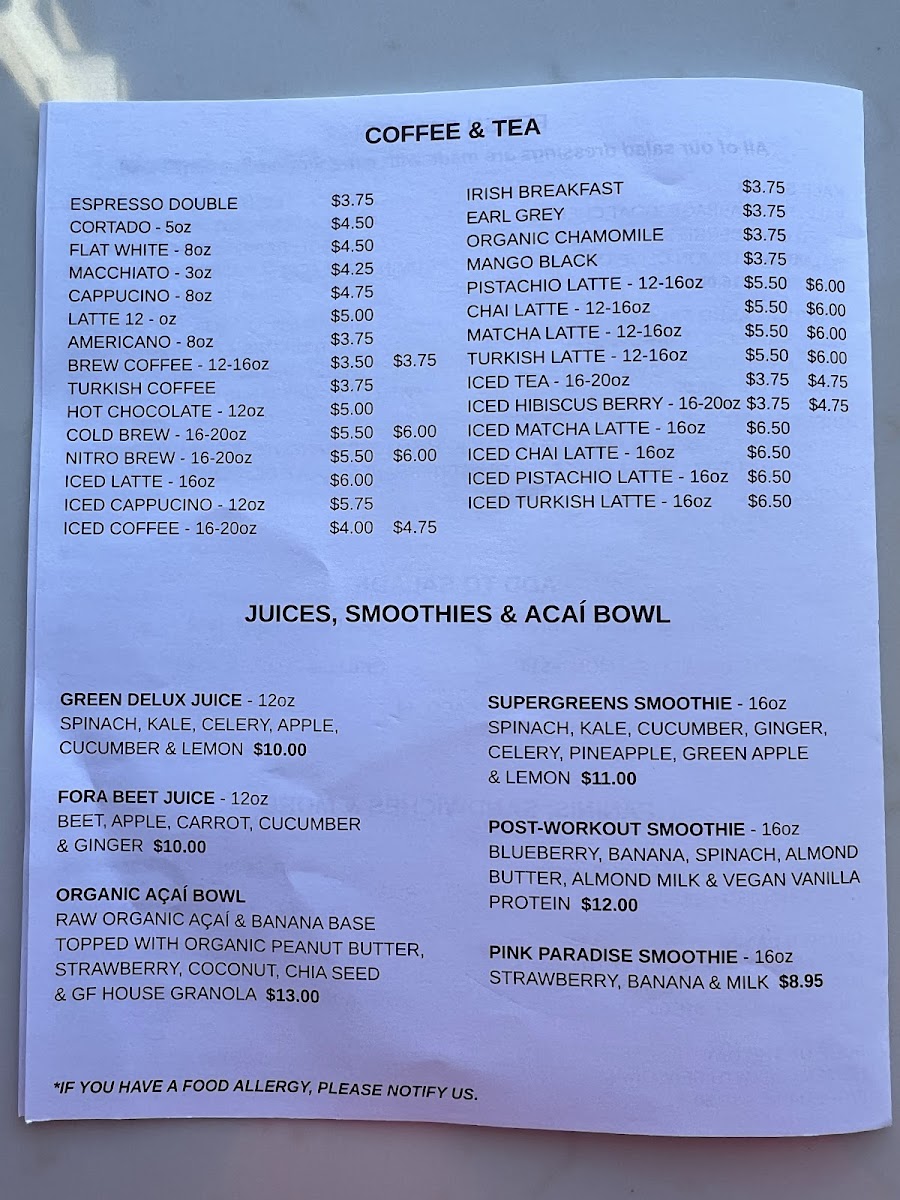 COFFEE & TEA
ESPRESSO DOUBLE $3.75
CORTADO - 5oz $4.50
FLAT WHITE - 8oz $4.50
MACCHIATO - 3oz $4.25
CAPPUCINO - 8oz $4.75
LATTE 12 - oz $5.00
AMERICANO - 8oz $3.75
BREW COFFEE - 12-16oz $3.50 $3.75
TURKISH COFFEE $3.75
HOT CHOCOLATE - 12oz $5.00
COLD BREW - 16-20oz $5.50 $6.00
NITRO BREW - 16-20oz $5.50 $6.00
ICED LATTE - 16oz $6.00
ICED CAPPUCINO - 12oz $5.75
ICED COFFEE - 16-20oz $4.00 $4.75
IRISH BREAKFAST $3.75
EARL GREY $3.75
ORGANIC CHAMOMILE $3.75
MANGO BLACK $3.75
PISTACHIO LATTE - 12-16oz $5.50 $6.00
CHAI LATTE - 12-16oz $5.50 $6.00
MATCHA LATTE - 12-16oz $5.50 $6.00
TURKISH LATTE - 12-16oz $5.50 $6.00
ICED TEA - 16-20oz $3.75 $4.75
ICED HIBISCUS BERRY - 16-20oz $3.75 $4.75
ICED MATCHA LATTE - 16oz $6.50
ICED CHAI LATTE - 16oz $6.50
ICED PISTACHIO LATTE - 16oz $6.50
ICED TURKISH LATTE - 16oz $6.50
JUICES, SMOOTHIES & ACAÍ BOWL
GREEN DELUX JUICE - 12oz
SPINACH, KALE, CELERY, APPLE,
CUCUMBER & LEMON $10.00
FORA BEET JUICE - 12oz
BEET, APPLE, CARROT, CUCUMBER
& GINGER $10.00
ORGANIC AÇAÍ BOWL
RAW ORGANIC AÇAÍ & BANANA BASE
TOPPED WITH ORGANIC PEANUT BUTTER,
STRAWBERRY, COCONUT, CHIA SEED
& GF HOUSE GRANOLA $13.00
SUPERGREENS SMOOTHIE - 16oz
SPINACH, KALE, CUCUMBER, GINGER,
CELERY, PINEAPPLE, GREEN APPLE
& LEMON $11.00
POST-WORKOUT SMOOTHIE - 16oz
BLUEBERRY, BANANA, SPINACH, ALMOND
BUTTER, ALMOND MILK & VEGAN VANILLA
PROTEIN $12.00
PINK PARADISE SMOOTHIE - 16oz
STRAWBERRY, BANANA & MILK $8.95
*IF YOU HAVE A FOOD ALLERGY, PLEASE NOTIFY US.